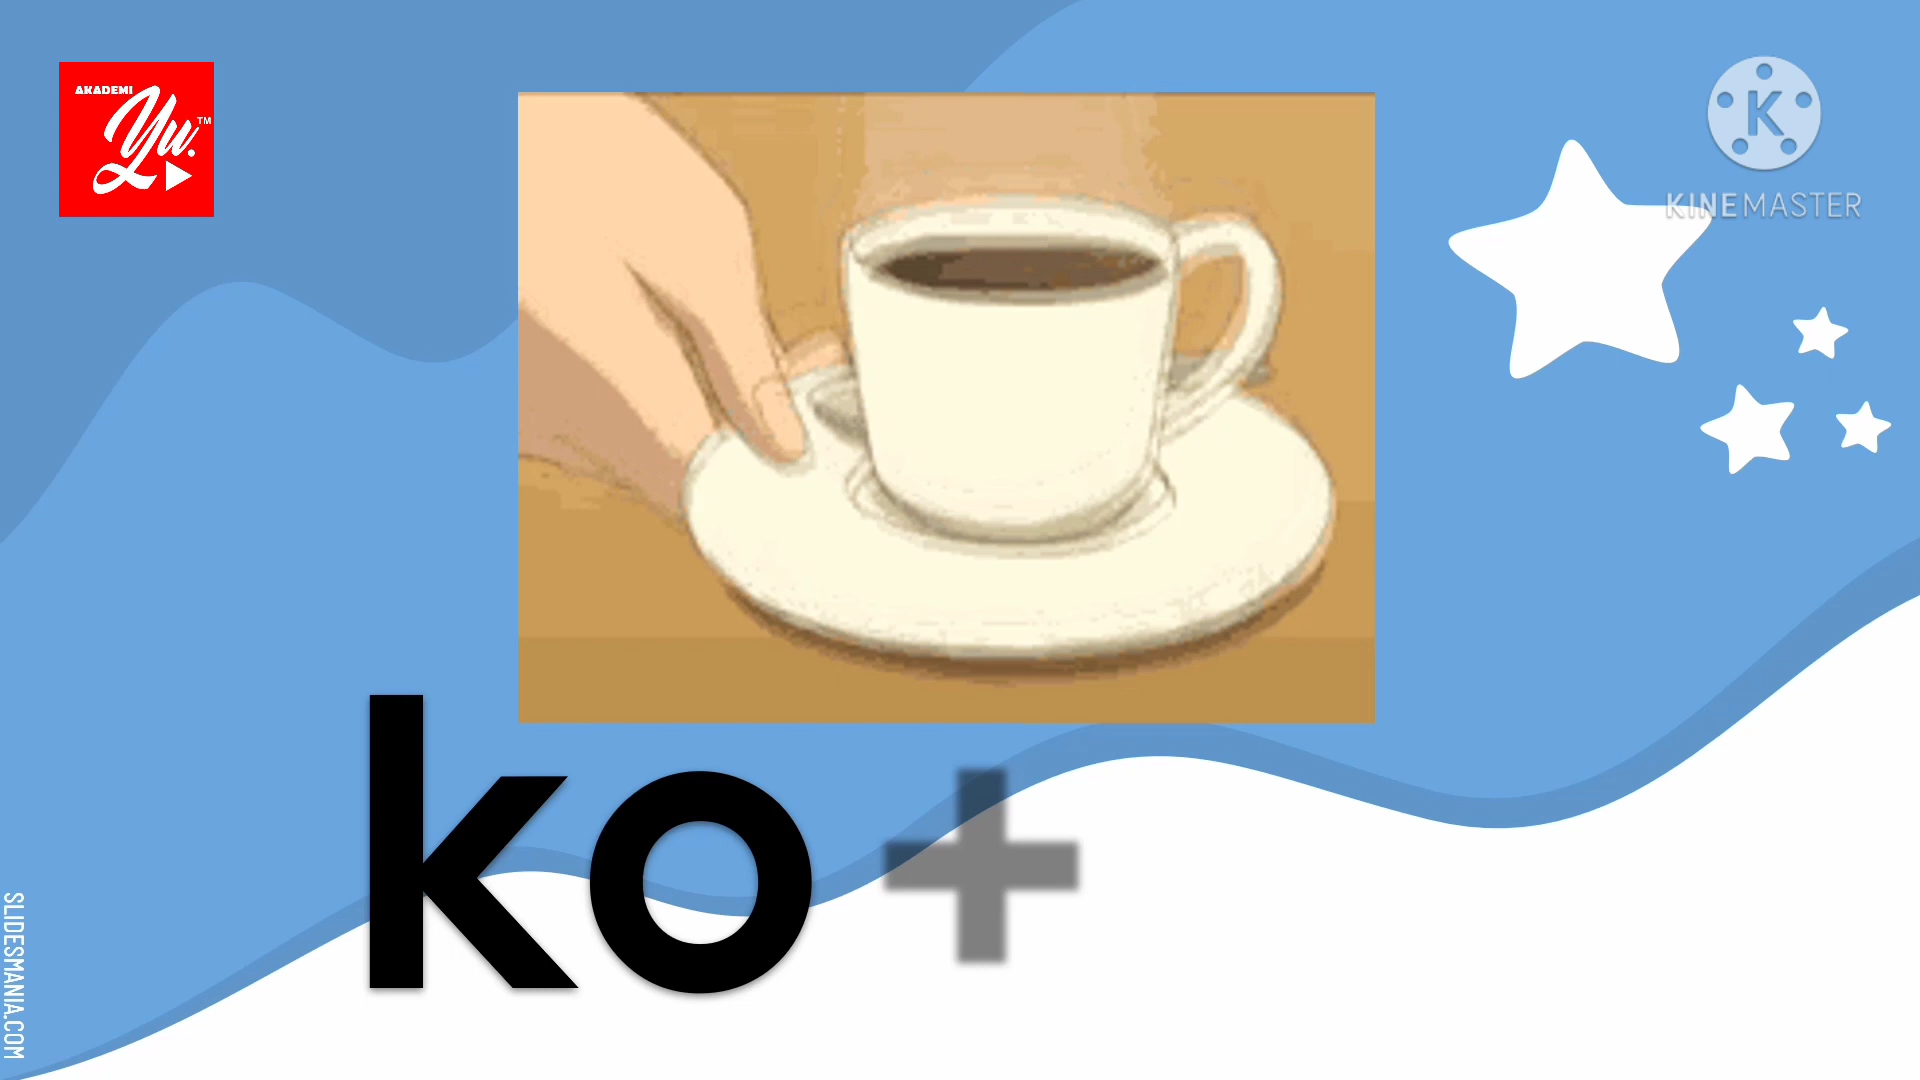 AKADEMI
Yu.
TM
K
KINEMASTER
ko +
SLIDESMANIA.COM